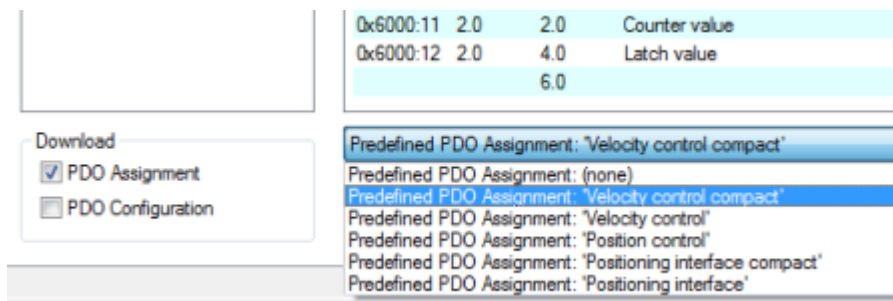 0x6000:11 2.0 2.0 Counter value
0x6000:12 2.0 4.0 Latch value
6.0
Download
PDO Assignment
PDO Configuration
Predefined PDO Assignment: 'Velocity control compact'
Predefined PDO Assignment: (none)
Predefined PDO Assignment: 'Velocity control compact'
Predefined PDO Assignment: 'Velocity control'
Predefined PDO Assignment: 'Position control'
Predefined PDO Assignment: 'Positioning interface compact'
Predefined PDO Assignment: 'Positioning interface'